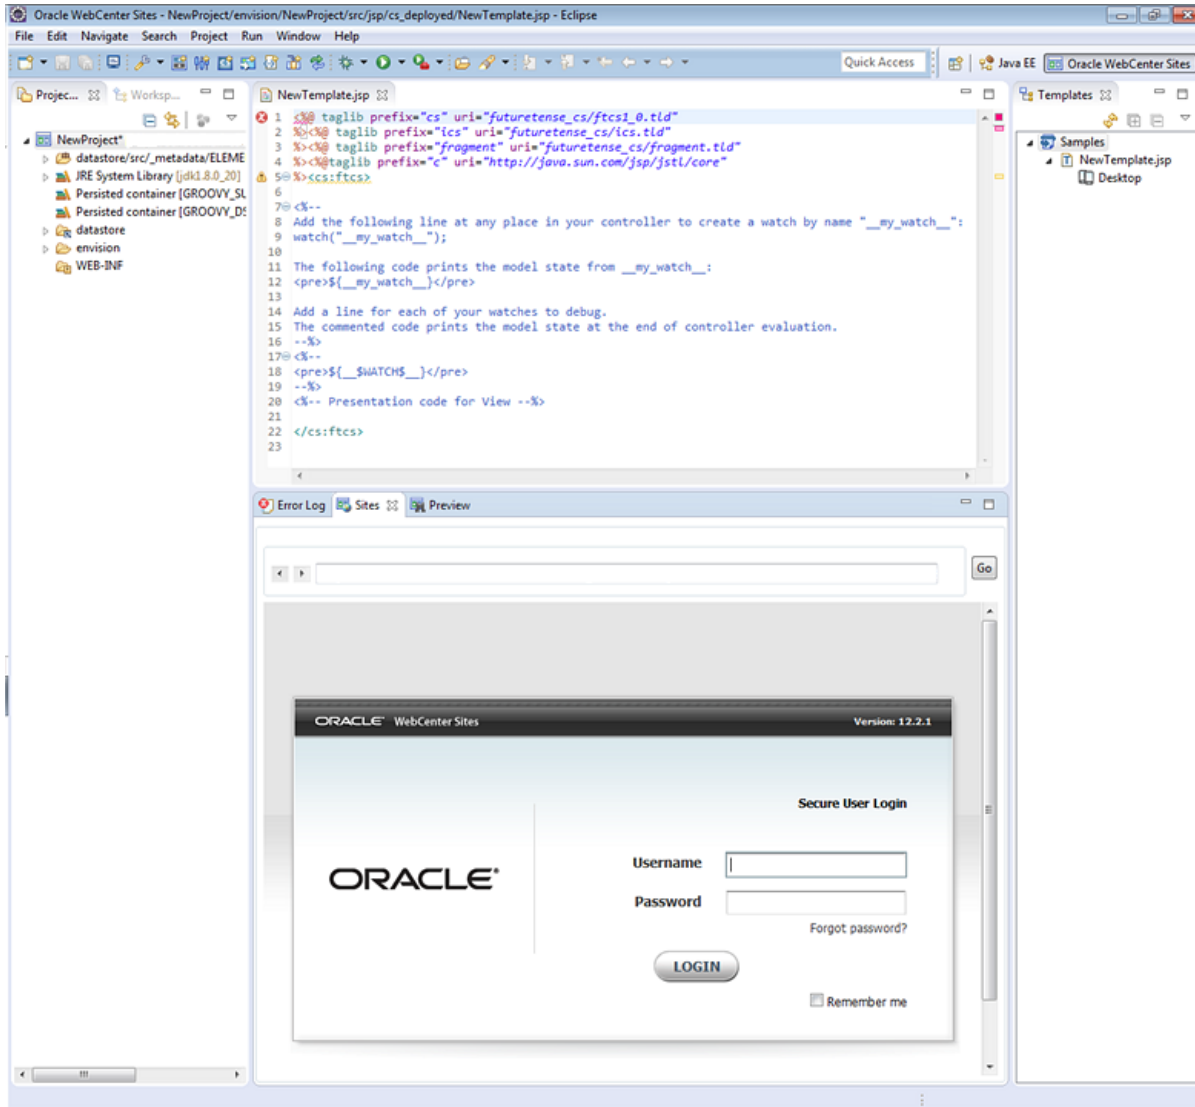 Oracle WebCenter Sites - NewProject/envision/NewProject/src/jsp/cs_deployed/NewTemplate.jsp - Eclipse
File Edit Navigate Search Project Run Window Help
Quick Access
Java EE
Oracle WebCenter Sites
Projec...
Worksp...
NewProject*
datastore/src/_metadata/ELEME
JRE System Library [jdk1.8.0_20]
Persisted container [GROOVY_SL
Persisted container [GROOVY_DS
datastore
envision
WEB-INF
NewTemplate.jsp
1 <%@ taglib prefix="cs" uri="futuretense_cs/ftcs1_0.tld"
2 %><%@ taglib prefix="ics" uri="futuretense_cs/ics.tld"
3 %><%@ taglib prefix="fragment" uri="futuretense_cs/fragment.tld"
4 %><%@taglib prefix="c" uri="http://java.sun.com/jsp/jstl/core"
5 %><cs:ftcs>
6
7 <%--
8 Add the following line at any place in your controller to create a watch by name "__my_watch__":
9 watch("__my_watch__");
10
11 The following code prints the model state from __my_watch__:
12 <pre>${__my_watch__}</pre>
13
14 Add a line for each of your watches to debug.
15 The commented code prints the model state at the end of controller evaluation.
16 --%>
17 <%--
18 <pre>${__$WATCH$__}</pre>
19 --%>
20 <%-- Presentation code for View --%>
21
22 </cs:ftcs>
23
Templates
Samples
NewTemplate.jsp
Desktop
Error Log
Sites
Preview
Go
ORACLE WebCenter Sites
Version: 12.2.1
Secure User Login
ORACLE
Username
Password
Forgot password?
LOGIN
Remember me